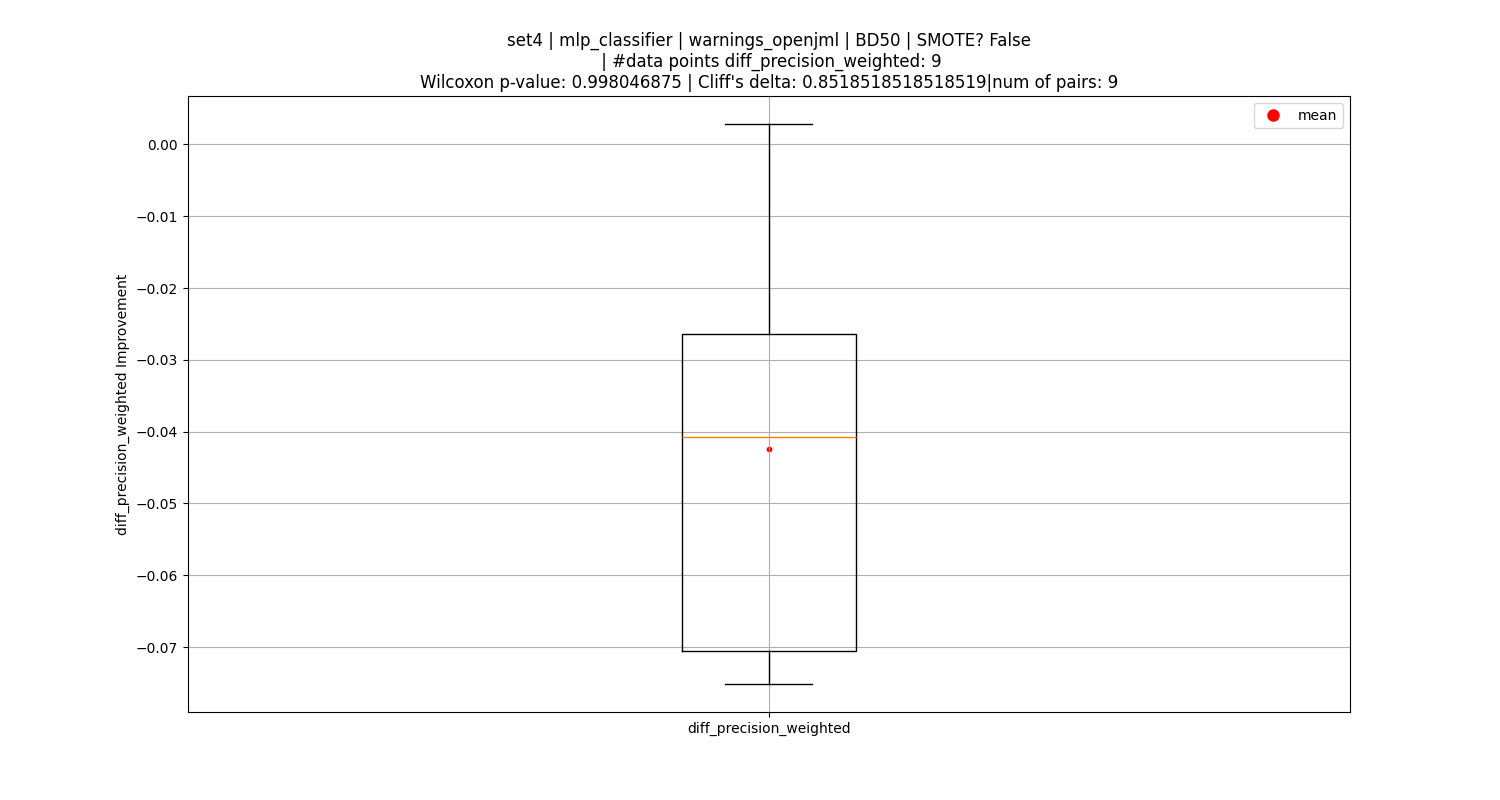 set4 | mlp_classifier | warnings_openjml | BD50 | SMOTE? False
| #data points diff_precision_weighted: 9
Wilcoxon p-value: 0.998046875 | Cliff's delta: 0.8518518518518519|num of pairs: 9
mean
0.00
−0.01
−0.02
−0.03
−0.04
−0.05
−0.06
−0.07
diff_precision_weighted Improvement
diff_precision_weighted